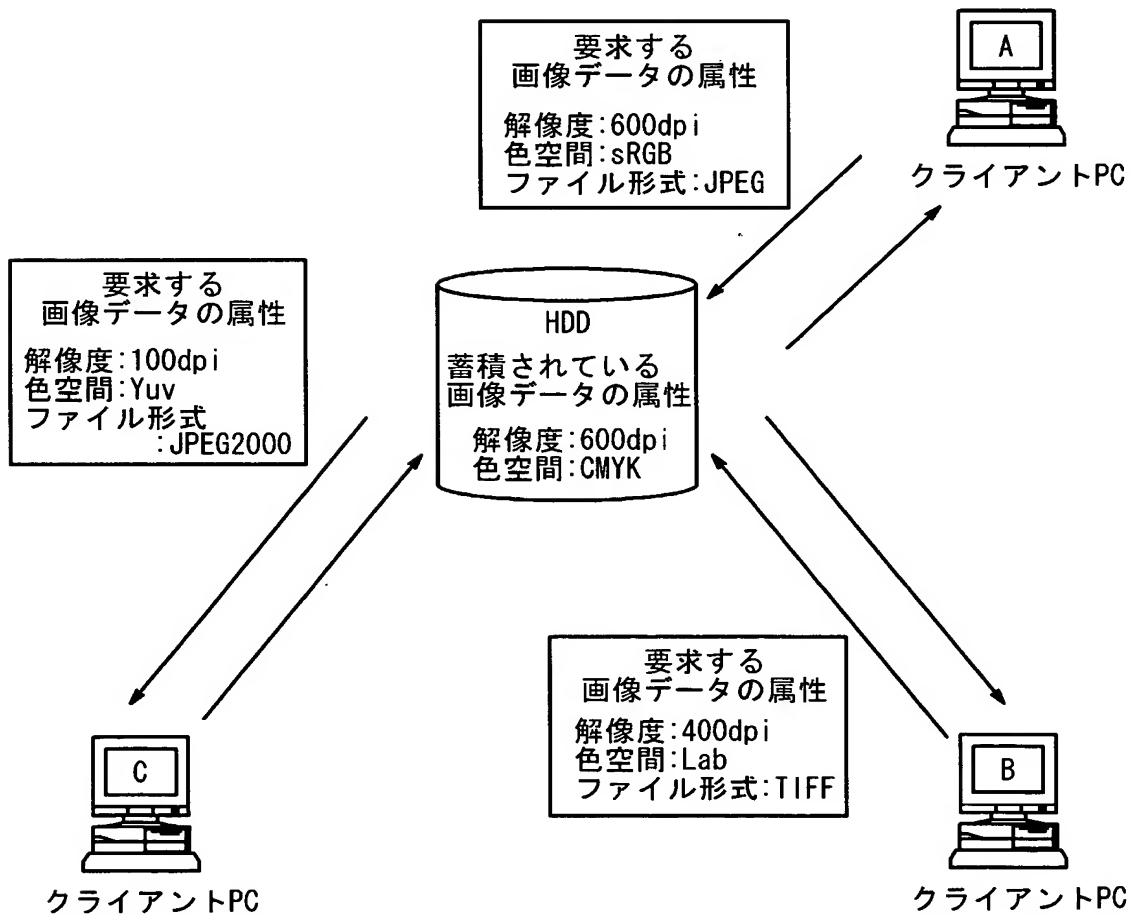 要求する
画像データの属性
解像度:600dpi
色空間:sRGB
ファイル形式:JPEG
A
クライアントPC
要求する
画像データの属性
解像度:100dpi
色空間:Yuv
ファイル形式
:JPEG2000
HDD
蓄積されている
画像データの属性
解像度:600dpi
色空間:CMYK
要求する
画像データの属性
解像度:400dpi
色空間:Lab
ファイル形式:TIFF
C
クライアントPC
B
クライアントPC